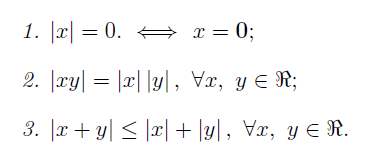 1. |x| = 0. ⟺ x = 0;
2. |xy| = |x| |y| , ∀x, y ∈ ℜ;
3. |x + y| ≤ |x| + |y| , ∀x, y ∈ ℜ.